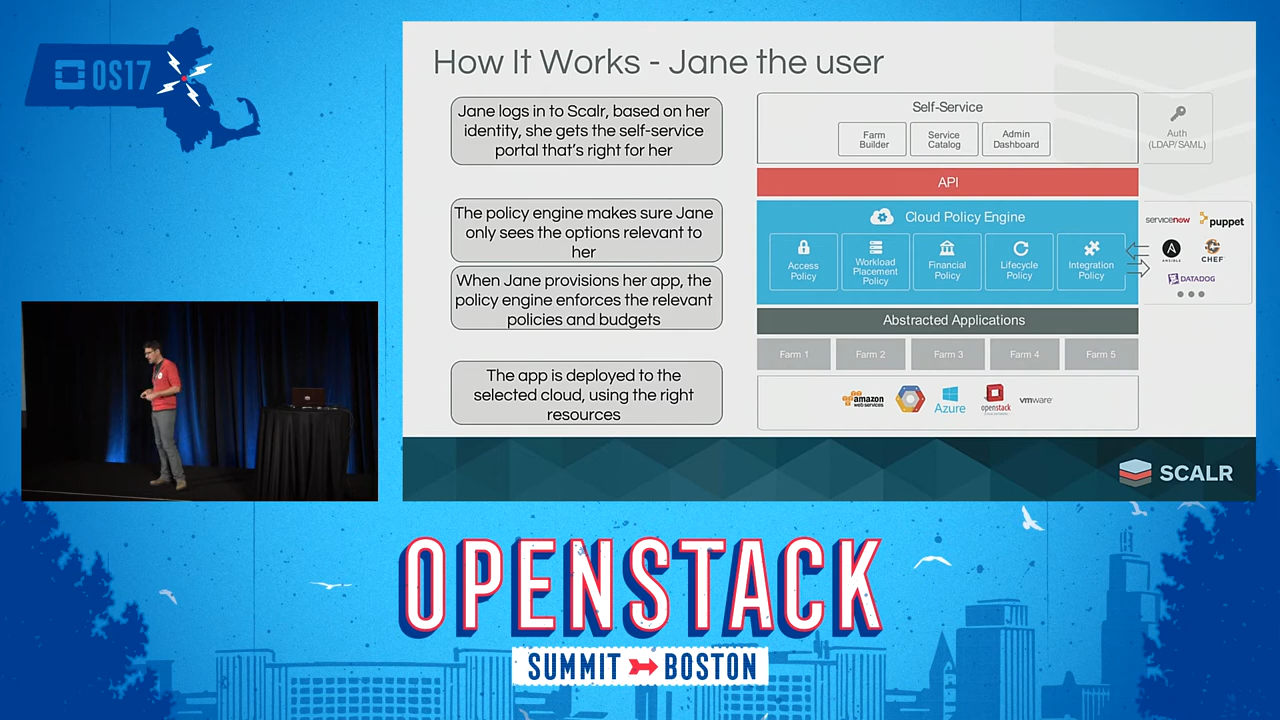 OS17
How It Works - Jane the user
Jane logs in to Scalr, based on her
identity, she gets the self-service
portal that's right for her
The policy engine makes sure Jane
only sees the options relevant to
her
When Jane provisions her app, the
policy engine enforces the relevant
policies and budgets
The app is deployed to the
selected cloud, using the right
resources
Self-Service
Farm
Builder
Service
Catalog
Admin
Dashboard
Auth
(LDAP/SAML)
API
Cloud Policy Engine
Access
Policy
Workload
Placement
Policy
Financial
Policy
Lifecycle
Policy
Integration
Policy
servicenow
puppet
ANSIBLE
CHEF
DATADOG
Abstracted Applications
Farm 1
Farm 2
Farm 3
Farm 4
Farm 5
amazon
web services
Azure
openstack
vmware
SCALR
OPENSTACK
SUMMIT BOSTON